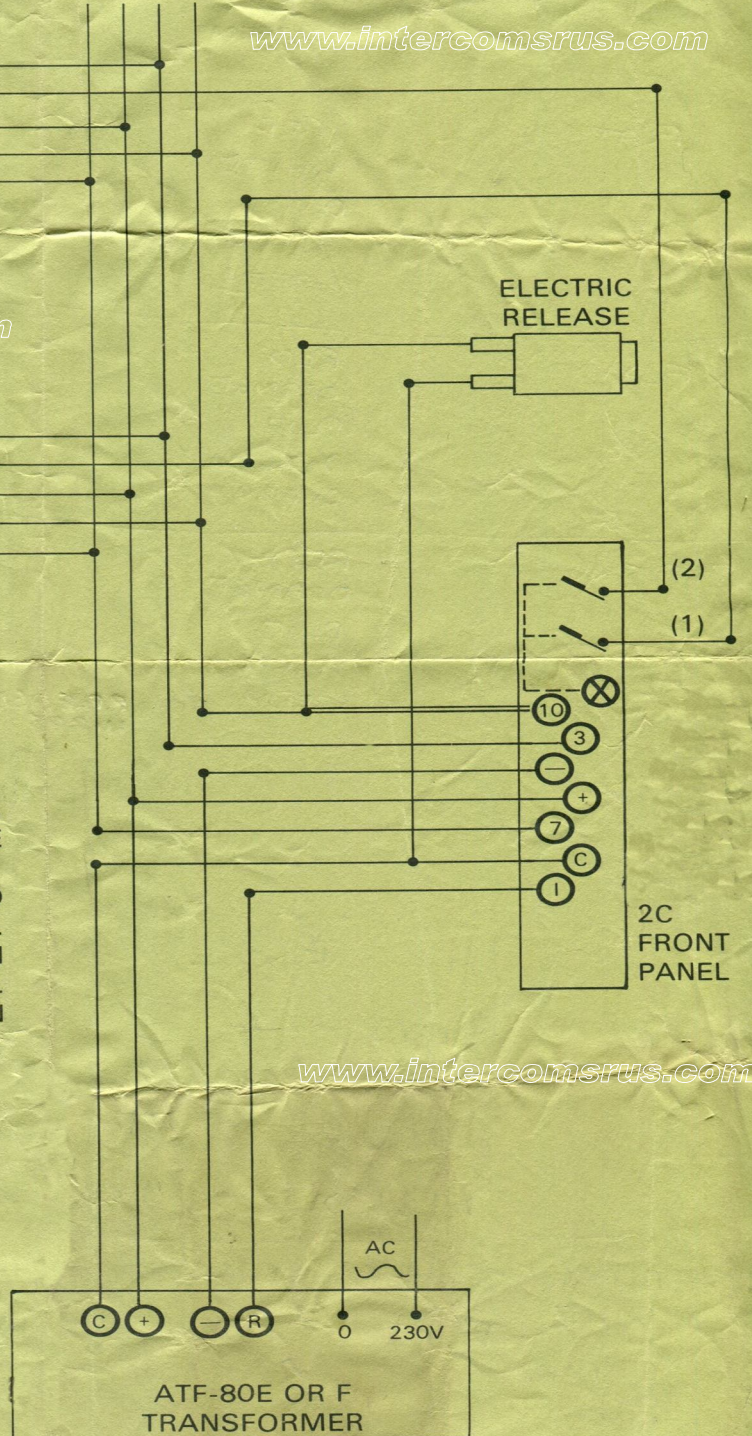 www.intercomsrus.com
ELECTRIC
RELEASE
(2)
(1)
10
3
—
+
7
C
I
2C
FRONT
PANEL
www.intercomsrus.com
AC
C + — R
0 230V
ATF-80E OR F
TRANSFORMER